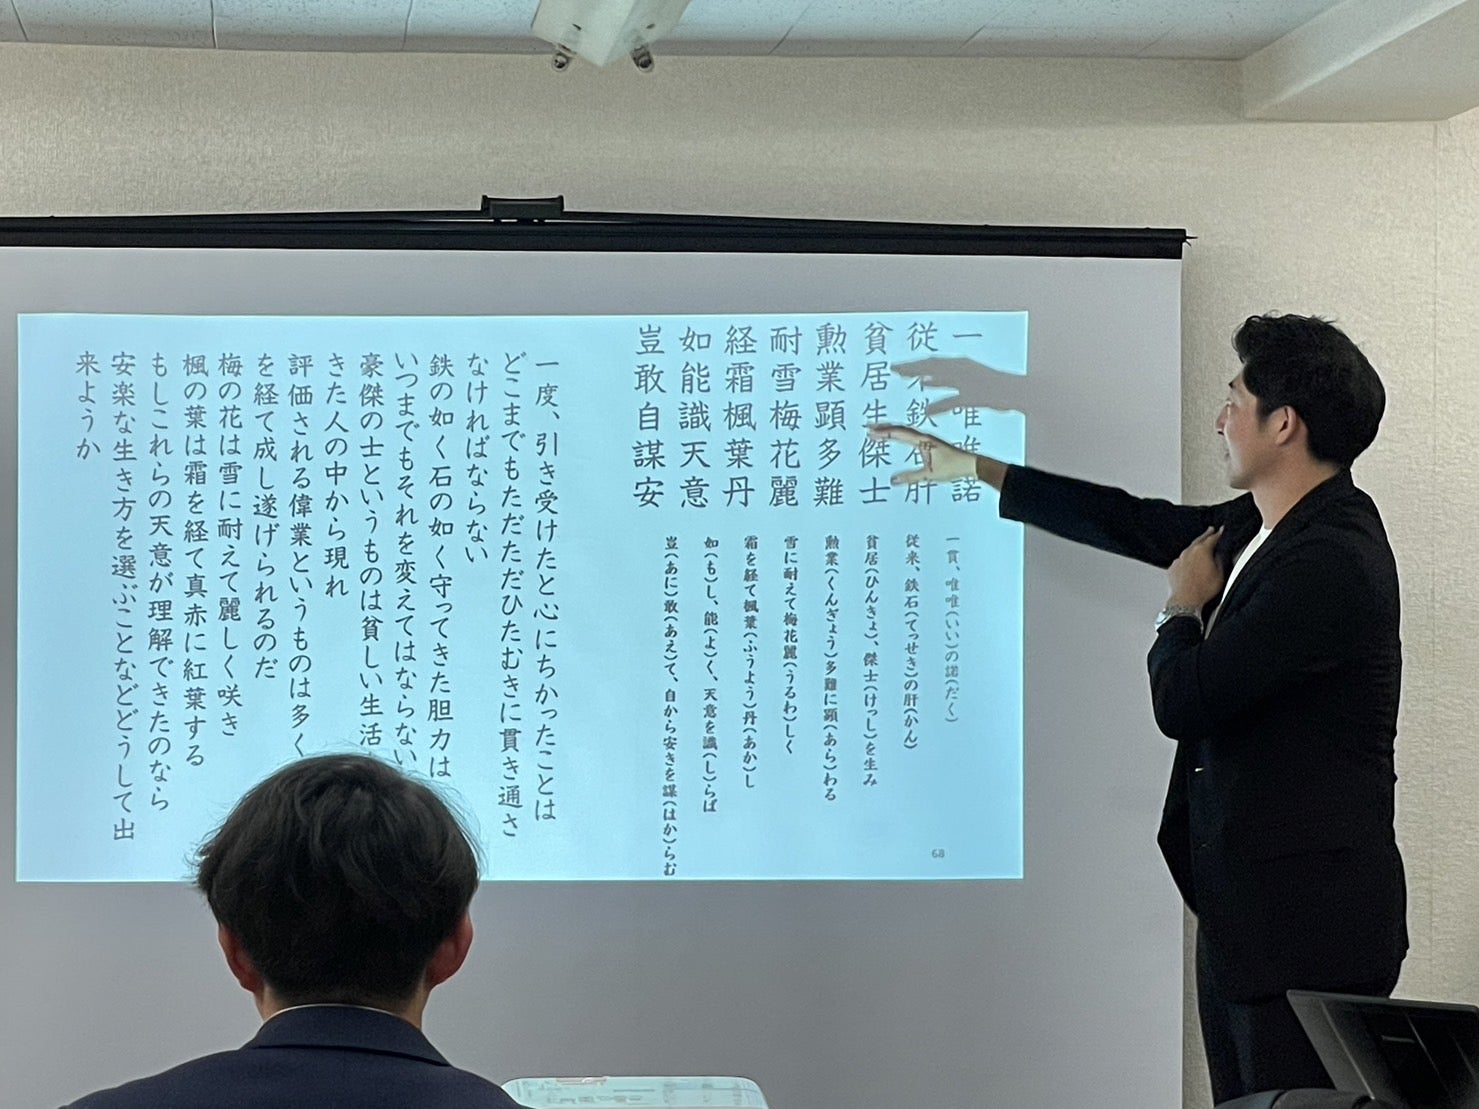 一唯唯諾
従来鉄石肝
貧居生傑士
勲業顕多難
耐雪梅花麗
経霜楓葉丹
如能識天意
豈敢自謀安
一貫、唯唯(いい)の諾(だく)
従来、鉄石(てっせき)の肝(かん)
貧居(ひんきょ)、傑士(けっし)を生み
勲業(くんぎょう)多難に顕(あら)わる
雪に耐えて梅花麗(うるわ)しく
霜を経て楓葉(ふうよう)丹(あか)し
如(も)し、能(よ)く、天意を識(し)らば
豈(あに)敢(あえ)て、自から安きを謀(はか)らむ
68
一度、引き受けたと心にちかったことは
どこまでもただただひたむきに貫き通さ
なければならない
鉄の如く石の如く守ってきた胆力は
いつまでもそれを変えてはならない
豪傑の士というものは貧しい生活
きた人の中から現れ
評価される偉業というものは多く
を経て成し遂げられるのだ
梅の花は雪に耐えて麗しく咲き
楓の葉は霜を経て真赤に紅葉する
もしこれらの天意が理解できたのなら
安楽な生き方を選ぶことなどどうして出
来ようか